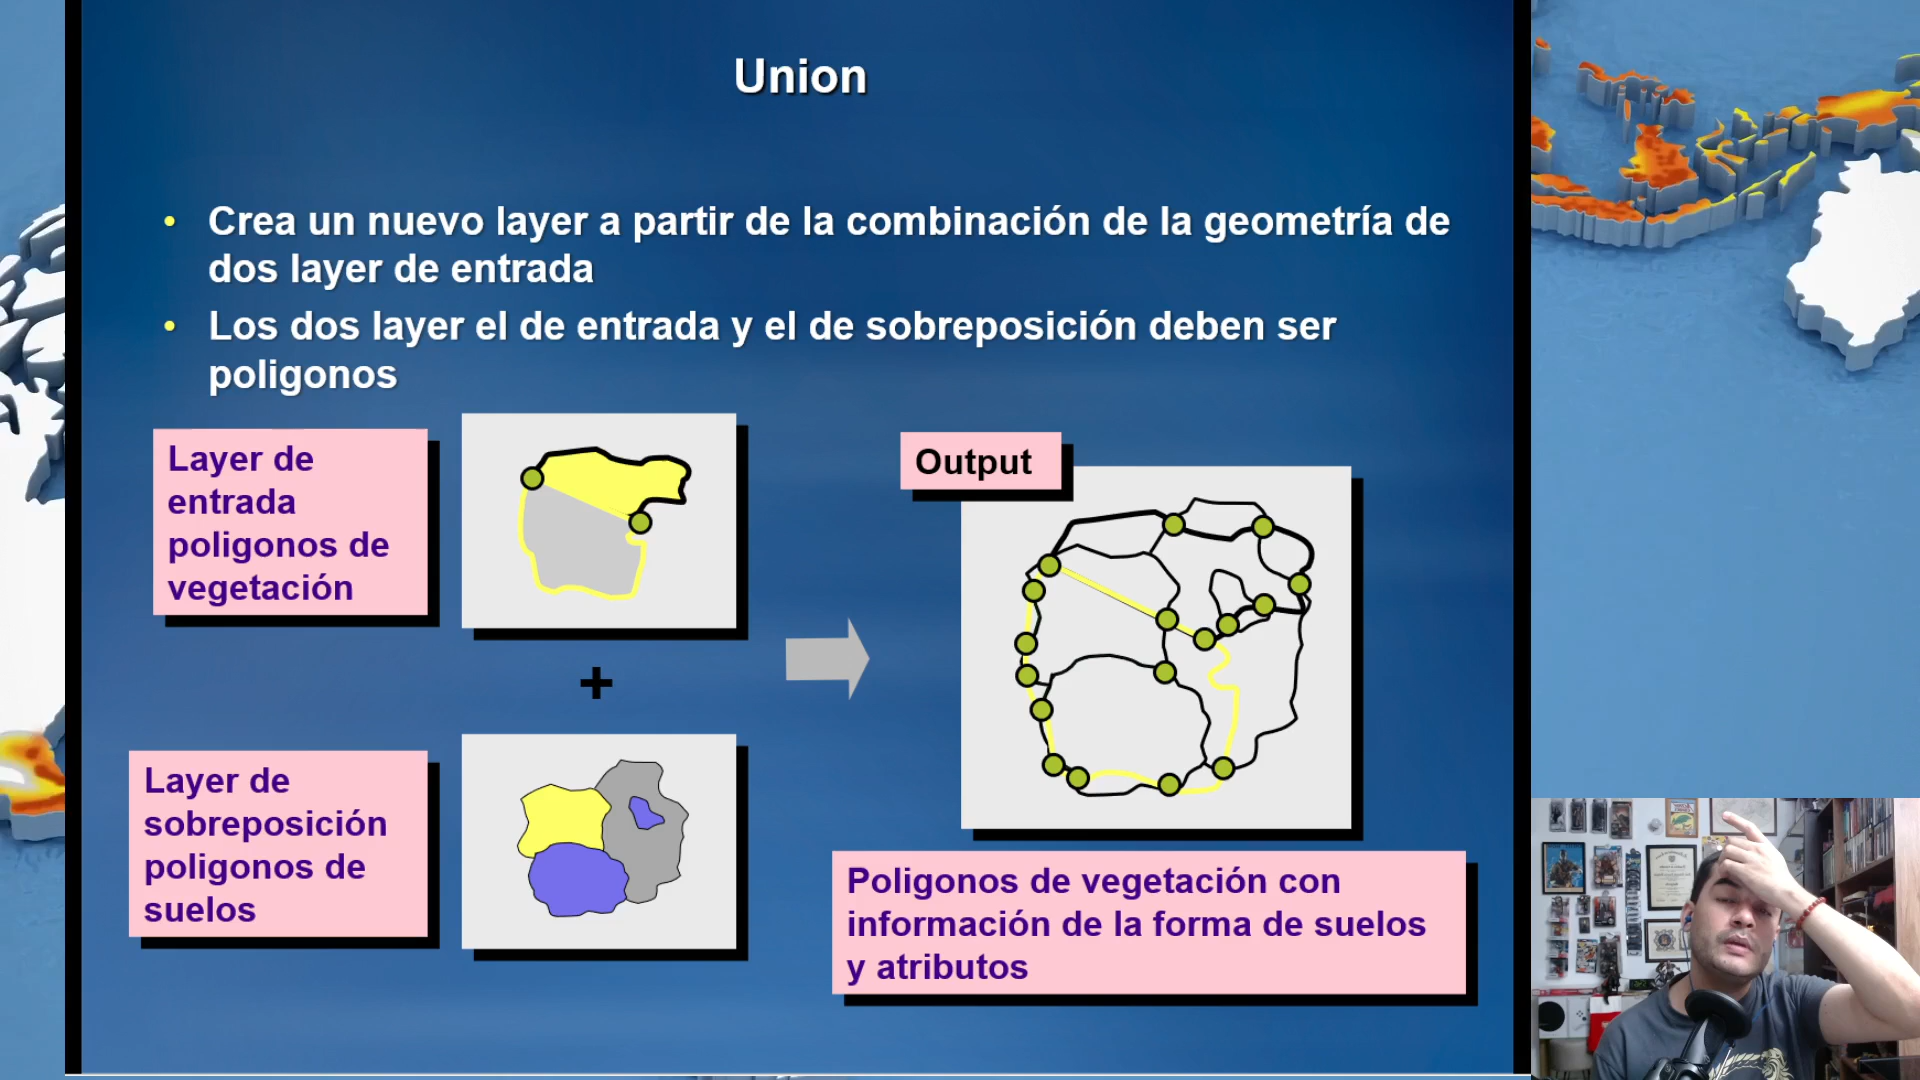 Union
• Crea un nuevo layer a partir de la combinación de la geometría de
dos layer de entrada
• Los dos layer el de entrada y el de sobreposición deben ser
poligonos
Layer de
entrada
poligonos de
vegetación
+
Layer de
sobreposición
poligonos de
suelos
Output
Poligonos de vegetación con
información de la forma de suelos
y atributos